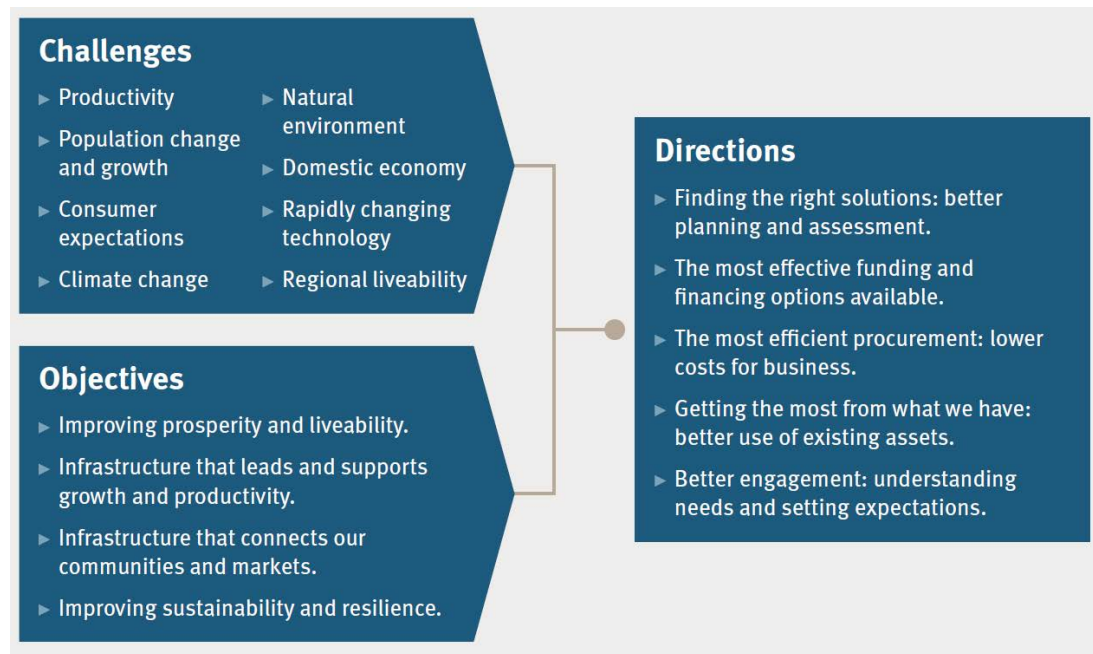 Challenges
▶ Productivity
▶ Population change
and growth
▶ Consumer
expectations
▶ Climate change
▶ Natural
environment
▶ Domestic economy
▶ Rapidly changing
technology
▶ Regional liveability
Objectives
▶ Improving prosperity and liveability.
▶ Infrastructure that leads and supports
growth and productivity.
▶ Infrastructure that connects our
communities and markets.
▶ Improving sustainability and resilience.
Directions
▶ Finding the right solutions: better
planning and assessment.
▶ The most effective funding and
financing options available.
▶ The most efficient procurement: lower
costs for business.
▶ Getting the most from what we have:
better use of existing assets.
▶ Better engagement: understanding
needs and setting expectations.